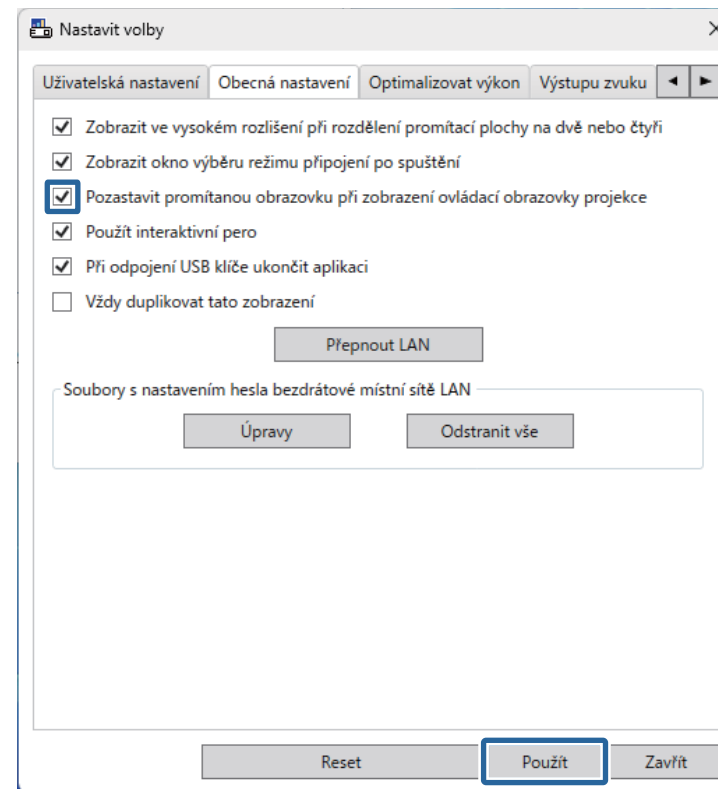 Nastavit volby
Uživatelská nastavení Obecná nastavení Optimalizovat výkon Výstupu zvuku
Zobrazit ve vysokém rozlišení při rozdělení promítací plochy na dvě nebo čtyři
Zobrazit okno výběru režimu připojení po spuštění
Pozastavit promítanou obrazovku při zobrazení ovládací obrazovky projekce
Použít interaktivní pero
Při odpojení USB klíče ukončit aplikaci
Vždy duplikovat tato zobrazení
Přepnout LAN
Soubory s nastavením hesla bezdrátové místní sítě LAN
Úpravy Odstranit vše
Reset Použít Zavřít